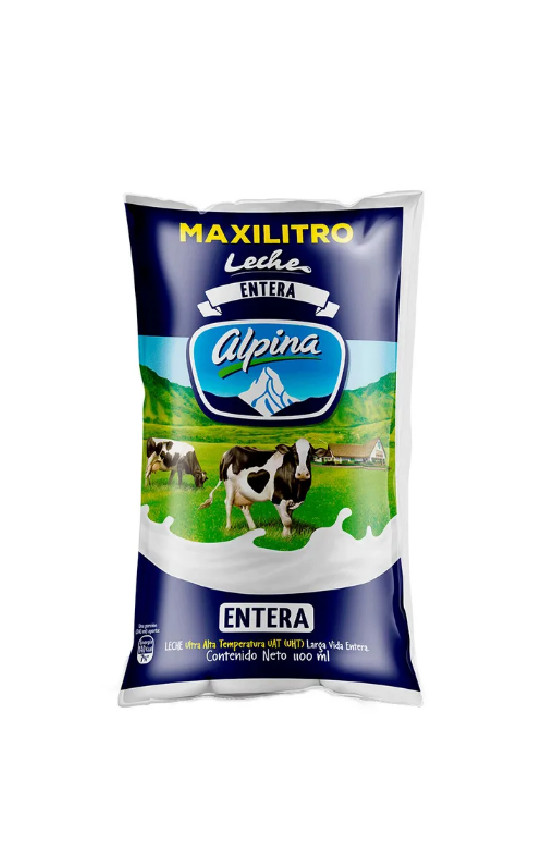 MAXILITRO
Leche
ENTERA
alpina
ENTERA
LECHE Ultra Alta Temperatura UAT (UHT) Larga Vida Entera
Contenido Neto 1100 ml